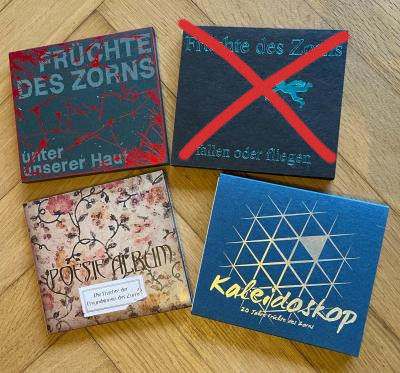 FRÜCHTE
DES ZORNS
unter
unserer Haut
Früchte des Zorns
fallen oder fliegen
POESIE ALBUM
Die Früchte der
Freundinnen des Zorns
Kaleidoskop
20 Jahre Früchte des Zorns